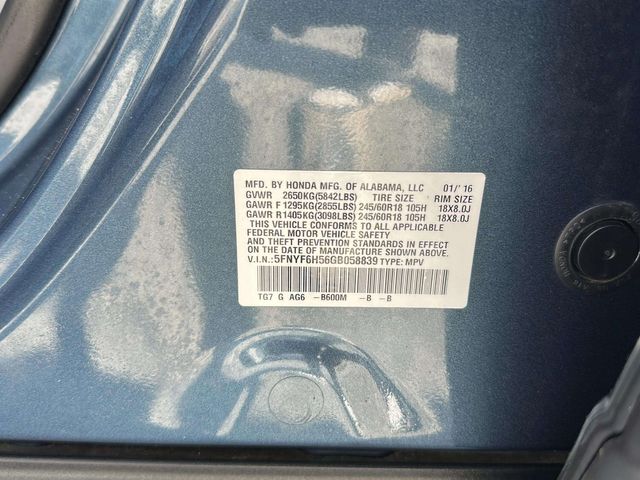 MFD. BY HONDA MFG. OF ALABAMA, LLC 01/'16
GVWR 2650KG(5842LBS) TIRE SIZE RIM SIZE
GAWR F 1295KG(2855LBS) 245/60R18 105H 18X8.0J
GAWR R1405KG(3098LBS) 245/60R18 105H 18X8.0J
THIS VEHICLE CONFORMS TO ALL APPLICABLE
FEDERAL MOTOR VEHICLE SAFETY AND
THEFT PREVENTION STANDARDS IN EFFECT
ON THE DATE OF MANUFACTURE SHOWN ABOVE.
V.I.N.:5FNYF6H56GB058839 TYPE: MPV
TG7 G AG6 -B600M -B -B